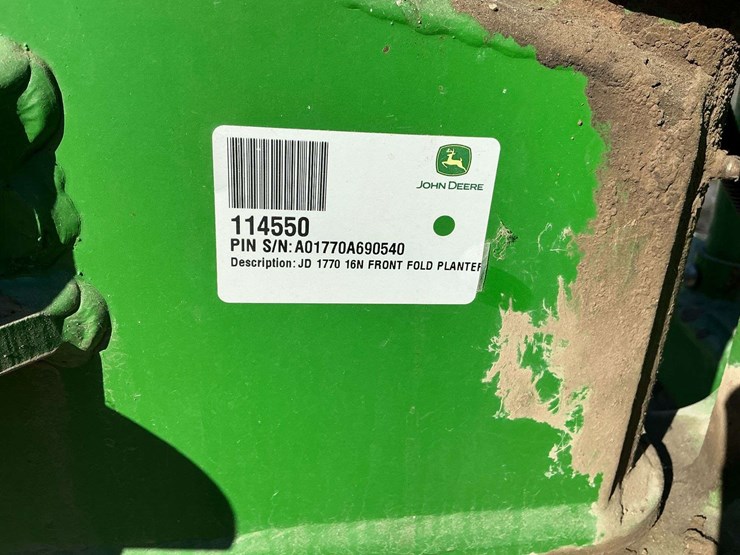 JOHN DEERE
114550
PIN S/N: A01770A690540
Description: JD 1770 16N FRONT FOLD PLANTER